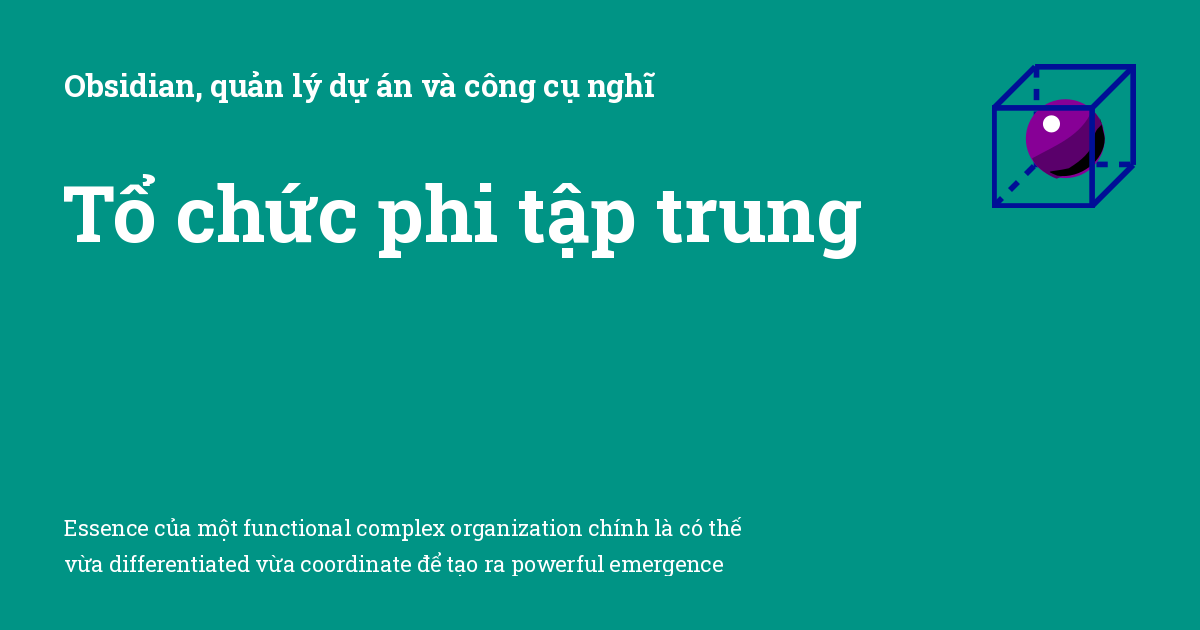 Obsidian, quản lý dự án và công cụ nghĩ
Tổ chức phi tập trung
Essence của một functional complex organization chính là có thể
vừa differentiated vừa coordinate để tạo ra powerful emergence